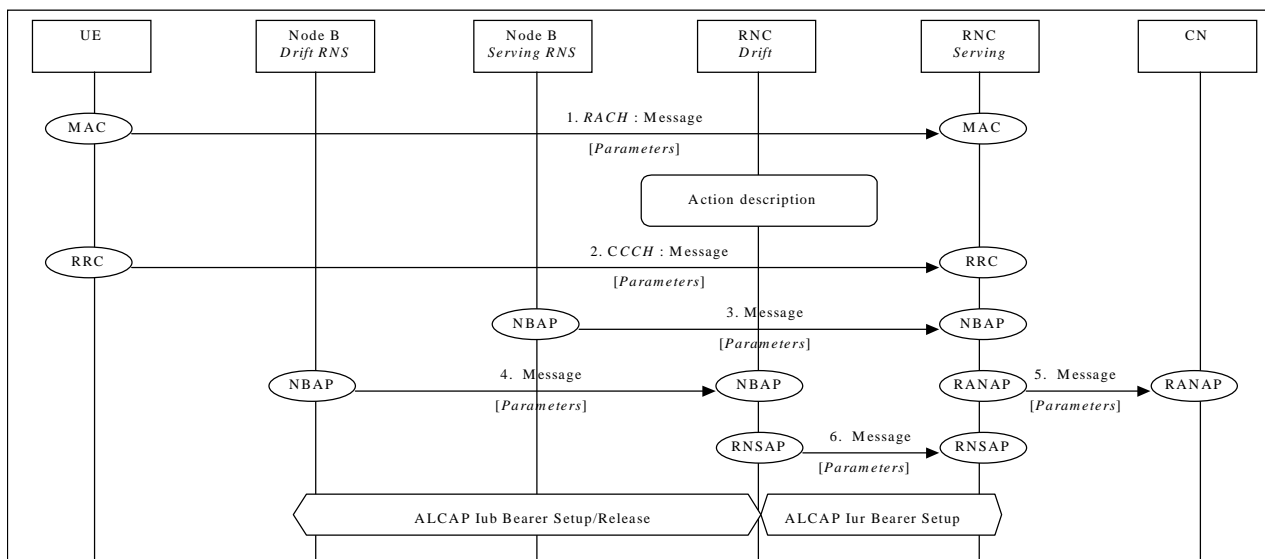 UE
Node B
Drift RNS
Node B
Serving RNS
RNC
Drift
RNC
Serving
CN
MAC
1. RACH : Message
MAC
[Parameters]
Action description
RRC
2. CCCH : Message
RRC
[Parameters]
NBAP
3. Message
NBAP
[Parameters]
NBAP
4. Message
NBAP
[Parameters]
RANAP
5. Message
RANAP
[Parameters]
RNSAP
6. Message
RNSAP
[Parameters]
ALCAP Iub Bearer Setup/Release
ALCAP Iur Bearer Setup